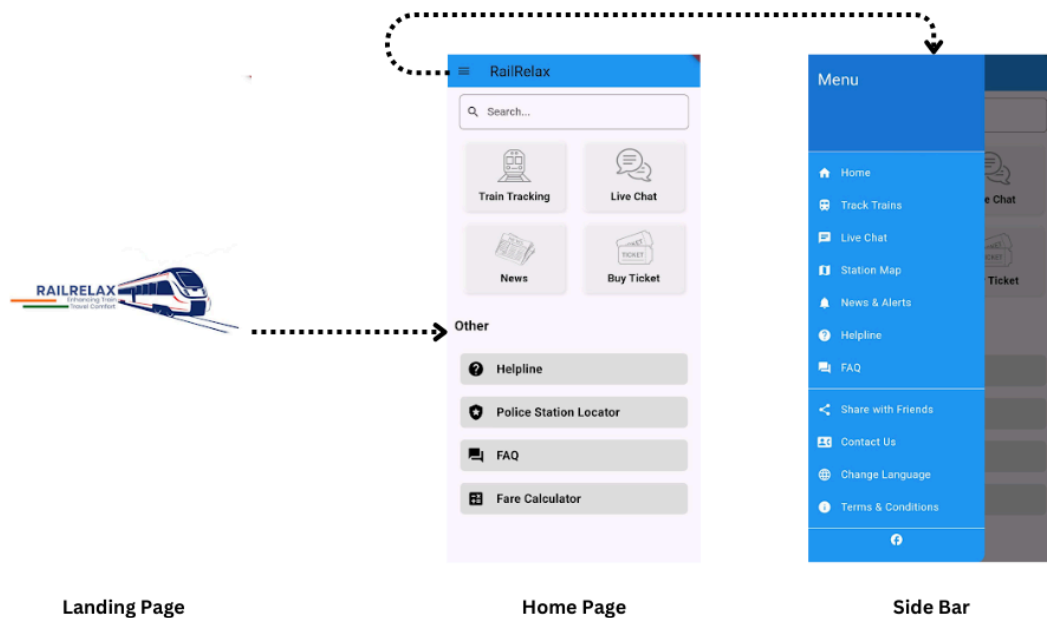 RAILRELAX
Enhancing Train
Travel Comfort
Landing Page
RailRelax
Search...
Train Tracking
Live Chat
News
Buy Ticket
TICKET
Other
Helpline
Police Station Locator
FAQ
Fare Calculator
Home Page
Menu
Home
Track Trains
Live Chat
Station Map
News & Alerts
Helpline
FAQ
Share with Friends
Contact Us
Change Language
Terms & Conditions
e Chat
Ticket
Side Bar